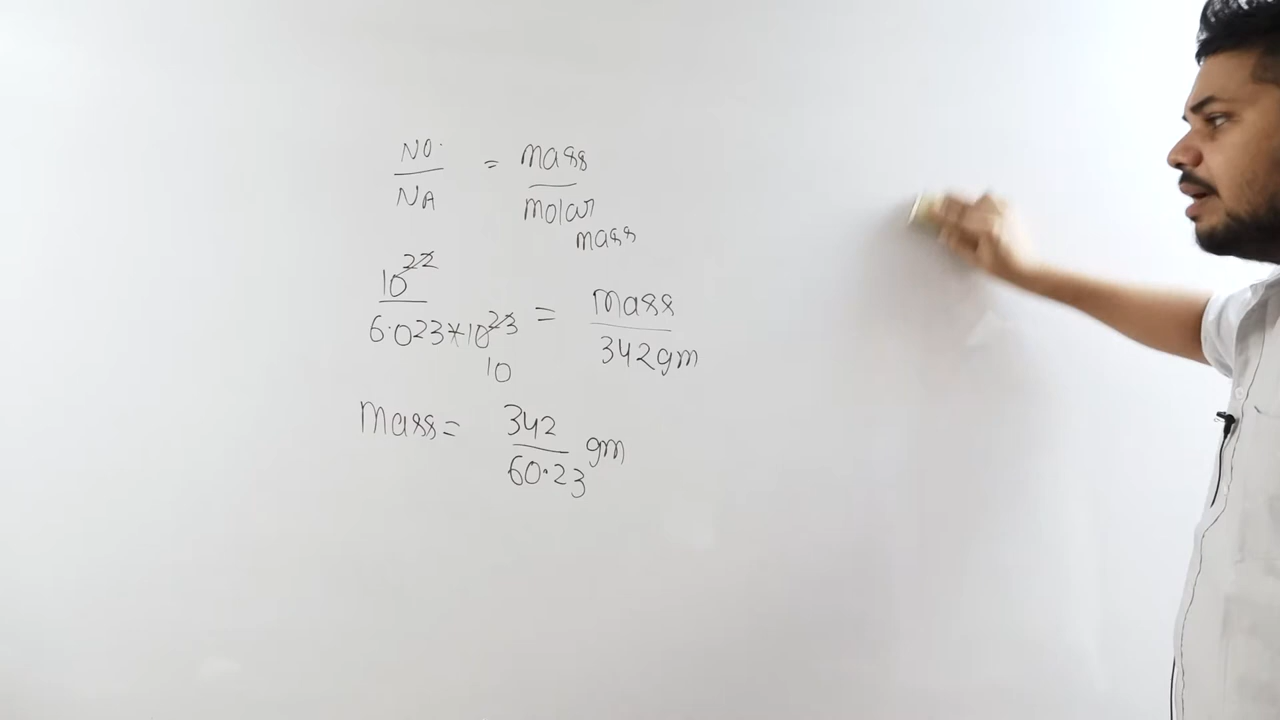 NO. / NA = mass / molar mass
10^22 / 6.023*10^23 = mass / 342gm
10
Mass = 342 / 60.23 gm